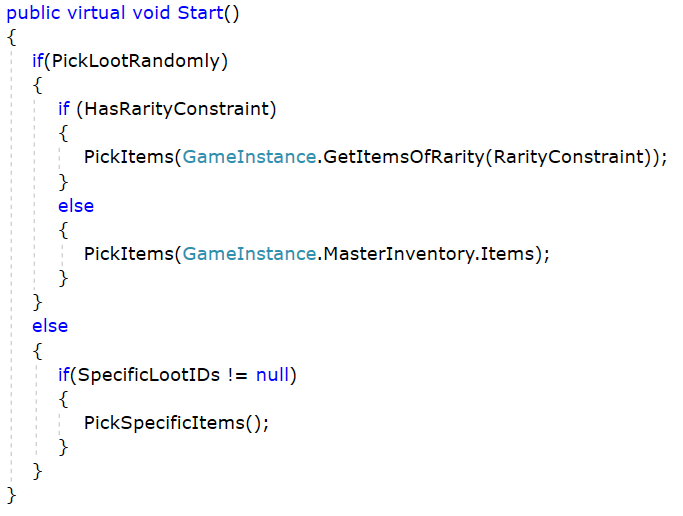 public virtual void Start()
{
if(PickLootRandomly)
{
if (HasRarityConstraint)
{
PickItems(GameInstance.GetItemsOfRarity(RarityConstraint));
}
else
{
PickItems(GameInstance.MasterInventory.Items);
}
}
else
{
if(SpecificLootIDs != null)
{
PickSpecificItems();
}
}
}